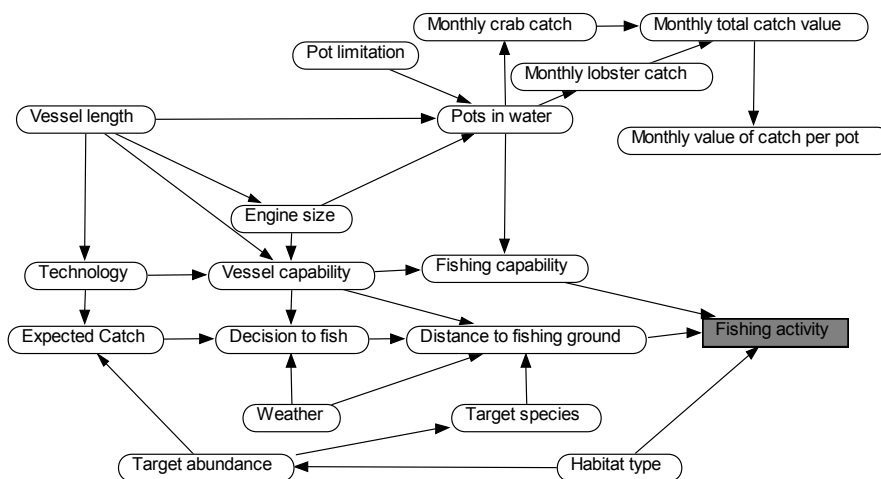 Monthly crab catch
Monthly total catch value
Pot limitation
Monthly lobster catch
Vessel length
Pots in water
Monthly value of catch per pot
Engine size
Technology
Vessel capability
Fishing capability
Expected Catch
Decision to fish
Distance to fishing ground
Fishing activity
Weather
Target species
Target abundance
Habitat type